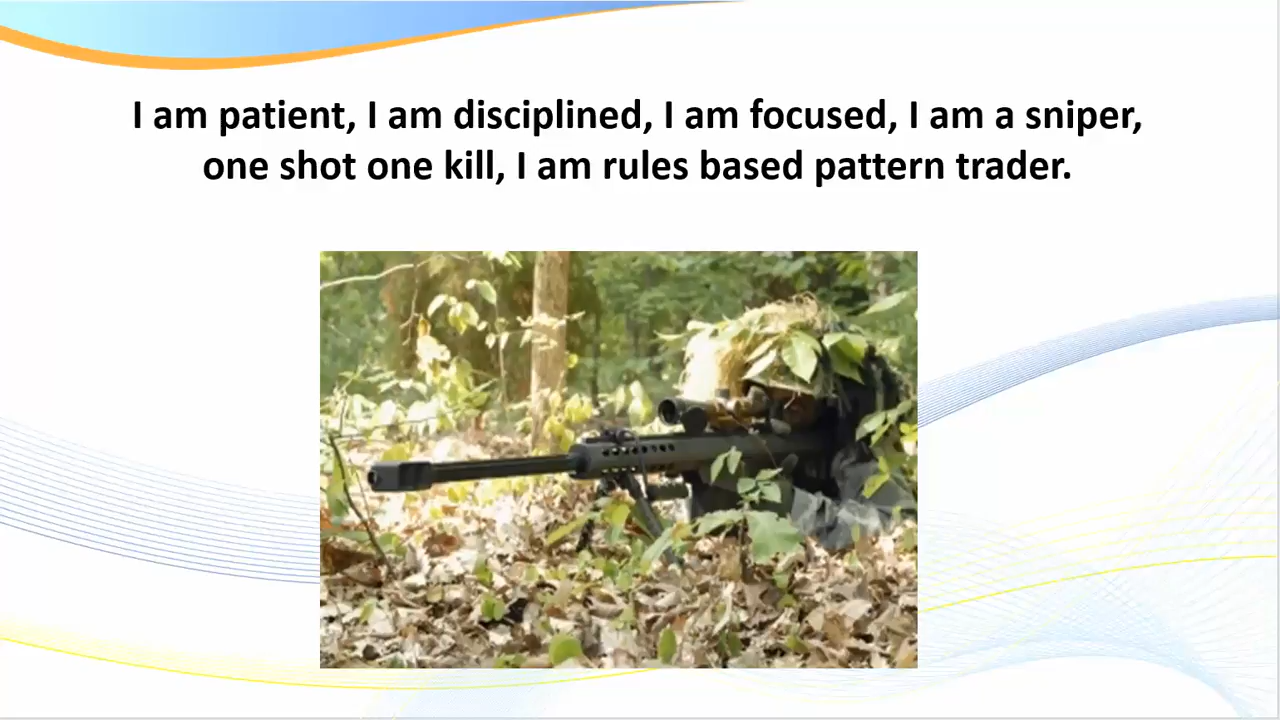 I am patient, I am disciplined, I am focused, I am a sniper,
one shot one kill, I am rules based pattern trader.